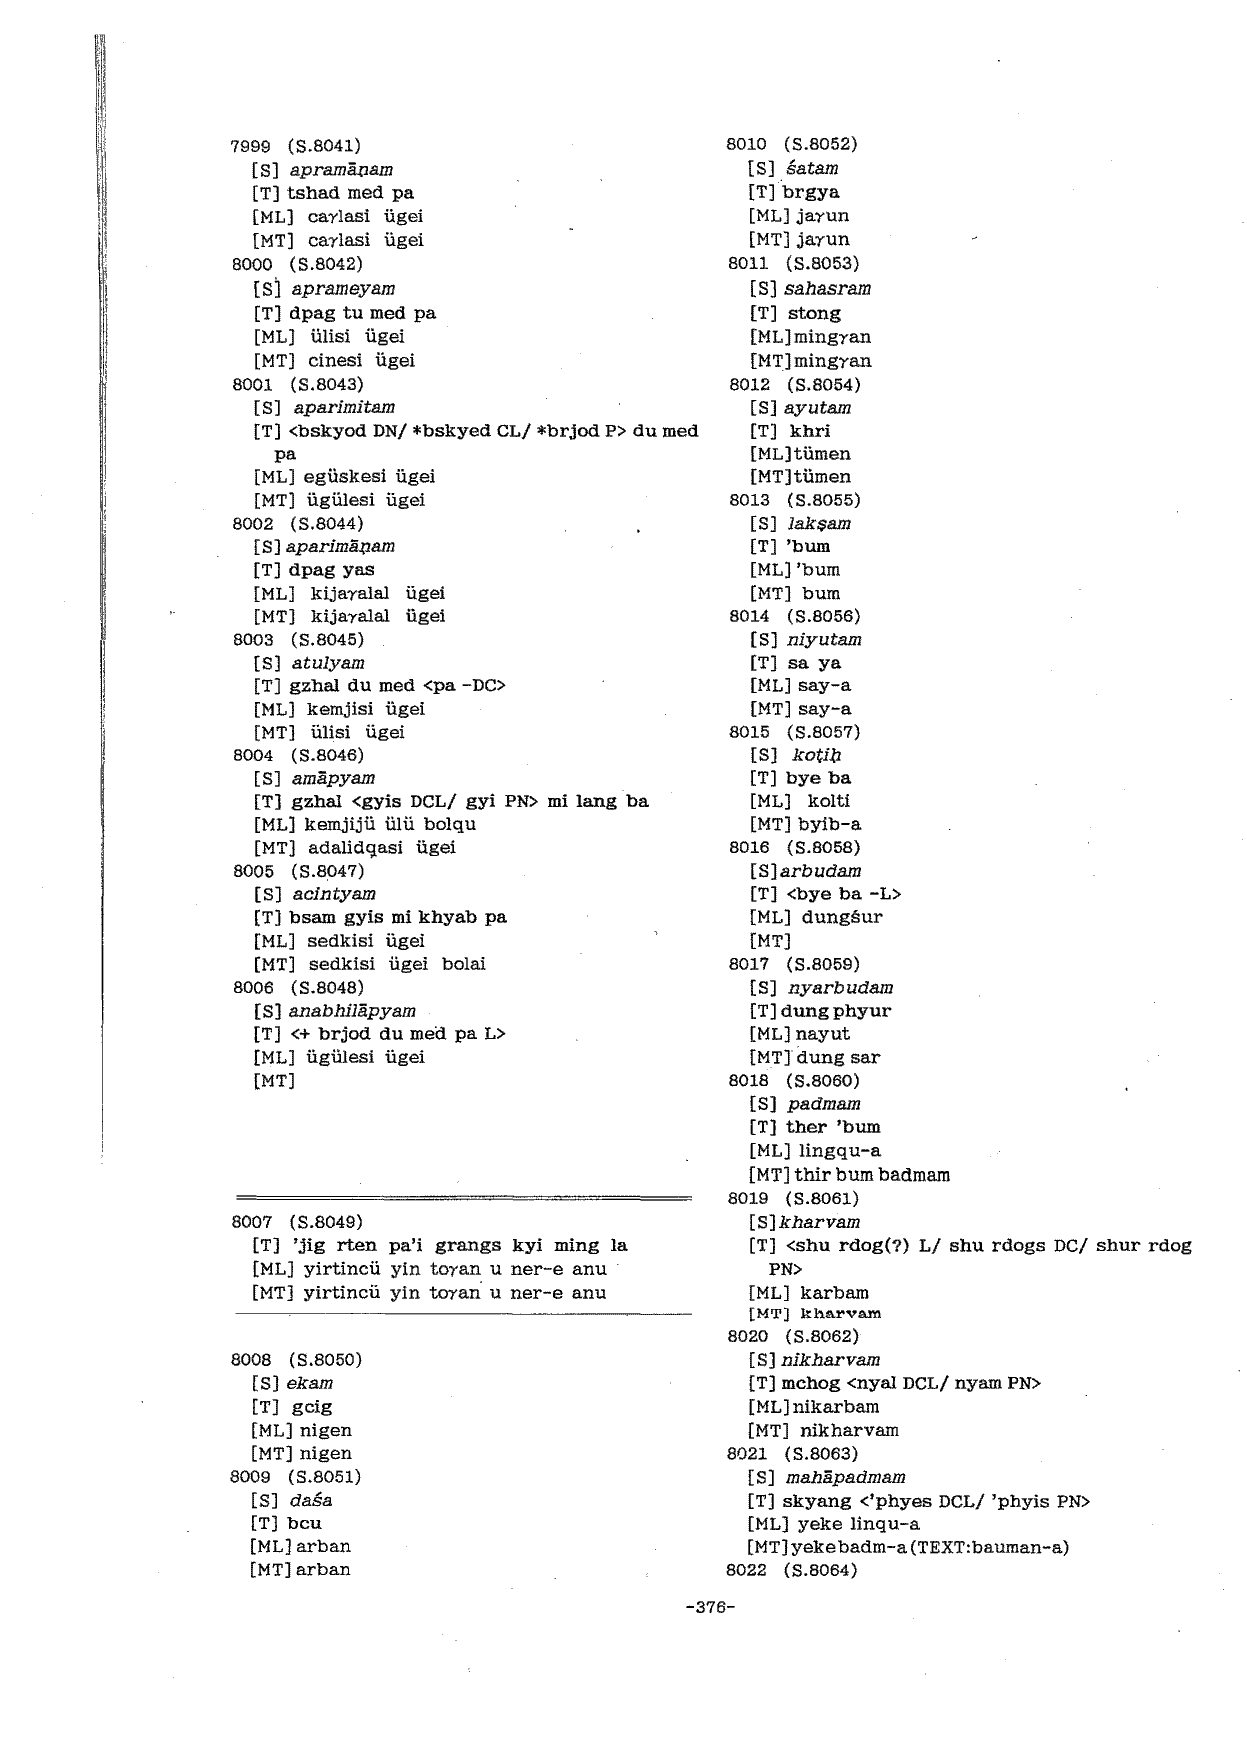 7999 (S.8041)
[S] apramāṇam
[T] tshad med pa
[ML] caγlasi ügei
[MT] caγlasi ügei
8000 (S.8042)
[S] aprameyam
[T] dpag tu med pa
[ML] ülisi ügei
[MT] cinesi ügei
8001 (S.8043)
[S] aparimitam
[T] <bskyod DN/ *bskyed CL/ *brjod P> du med
pa
[ML] egüskesi ügei
[MT] ügülesi ügei
8002 (S.8044)
[S] aparimāṇam
[T] dpag yas
[ML] kijaγalal ügei
[MT] kijaγalal ügei
8003 (S.8045)
[S] atulyam
[T] gzhal du med <pa -DC>
[ML] kemjisi ügei
[MT] ülisi ügei
8004 (S.8046)
[S] amāpyam
[T] gzhal <gyis DCL/ gyi PN> mi lang ba
[ML] kemjijü ülü bolqu
[MT] adalidqasi ügei
8005 (S.8047)
[S] acintyam
[T] bsam gyis mi khyab pa
[ML] sedkisi ügei
[MT] sedkisi ügei bolai
8006 (S.8048)
[S] anabhilāpyam
[T] <+ brjod du med pa L>
[ML] ügülesi ügei
[MT]
8007 (S.8049)
[T] 'jig rten pa'i grangs kyi ming la
[ML] yirtincü yin toγan u ner-e anu
[MT] yirtincü yin toγan u ner-e anu
8008 (S.8050)
[S] ekam
[T] gcig
[ML] nigen
[MT] nigen
8009 (S.8051)
[S] daśa
[T] bcu
[ML] arban
[MT] arban
8010 (S.8052)
[S] śatam
[T] brgya
[ML] jaγun
[MT] jaγun
8011 (S.8053)
[S] sahasram
[T] stong
[ML] mingγan
[MT] mingγan
8012 (S.8054)
[S] ayutam
[T] khri
[ML] tümen
[MT] tümen
8013 (S.8055)
[S] lakṣam
[T] 'bum
[ML] 'bum
[MT] bum
8014 (S.8056)
[S] niyutam
[T] sa ya
[ML] say-a
[MT] say-a
8015 (S.8057)
[S] koṭiḥ
[T] bye ba
[ML] kolti
[MT] byib-a
8016 (S.8058)
[S] arbudam
[T] <bye ba -L>
[ML] dungśur
[MT]
8017 (S.8059)
[S] nyarbudam
[T] dung phyur
[ML] nayut
[MT] dung sar
8018 (S.8060)
[S] padmam
[T] ther 'bum
[ML] lingqu-a
[MT] thir bum badmam
8019 (S.8061)
[S] kharvam
[T] <shu rdog(?) L/ shu rdogs DC/ shur rdog
PN>
[ML] karbam
[MT] kharvam
8020 (S.8062)
[S] nikharvam
[T] mchog <nyal DCL/ nyam PN>
[ML] nikarbam
[MT] nikharvam
8021 (S.8063)
[S] mahāpadmam
[T] skyang <'phyes DCL/ 'phyis PN>
[ML] yeke linqu-a
[MT] yeke badm-a (TEXT:bauman-a)
8022 (S.8064)
-376-